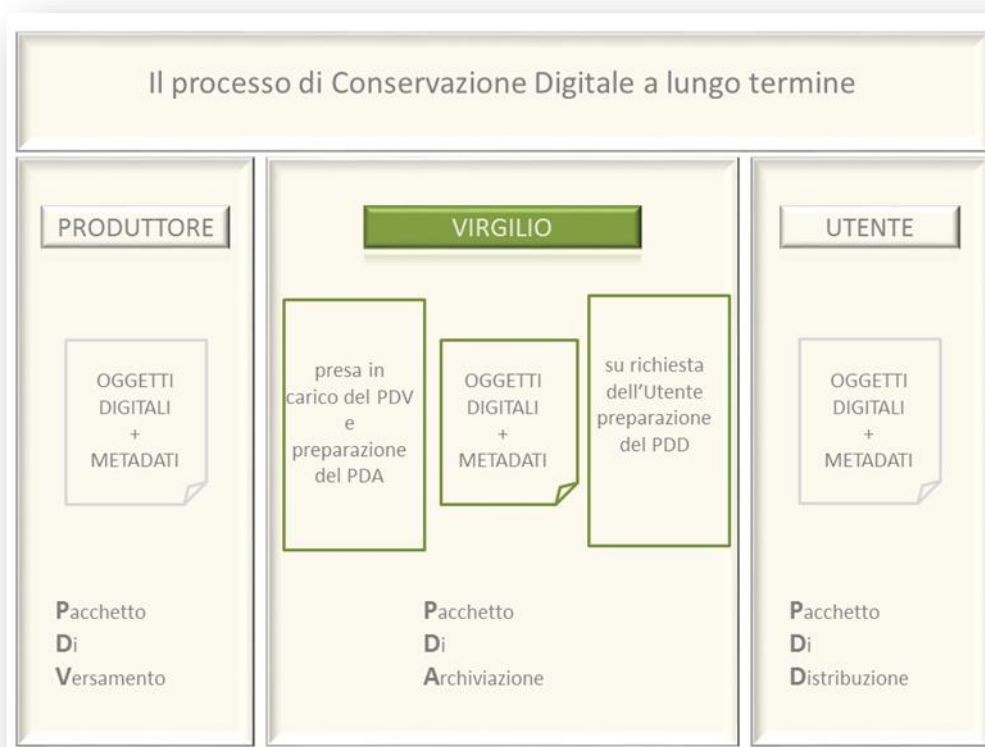 Il processo di Conservazione Digitale a lungo termine
PRODUTTORE
OGGETTI
DIGITALI
+
METADATI
Pacchetto
Di
Versamento
VIRGILIO
presa in
carico del PDV
e
preparazione
del PDA
OGGETTI
DIGITALI
+
METADATI
su richiesta
dell'Utente
preparazione
del PDD
Pacchetto
Di
Archiviazione
UTENTE
OGGETTI
DIGITALI
+
METADATI
Pacchetto
Di
Distribuzione